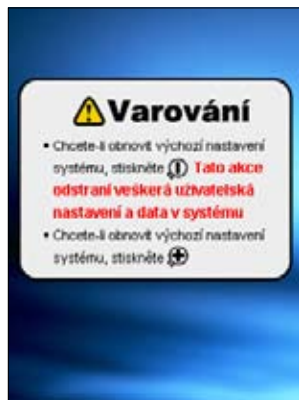 Varování
• Chcete-li obnovit výchozí nastavení
systému, stiskněte Tato akce
odstraní veškerá uživatelská
nastavení a data v systému
• Chcete-li obnovit výchozí nastavení
systému, stiskněte